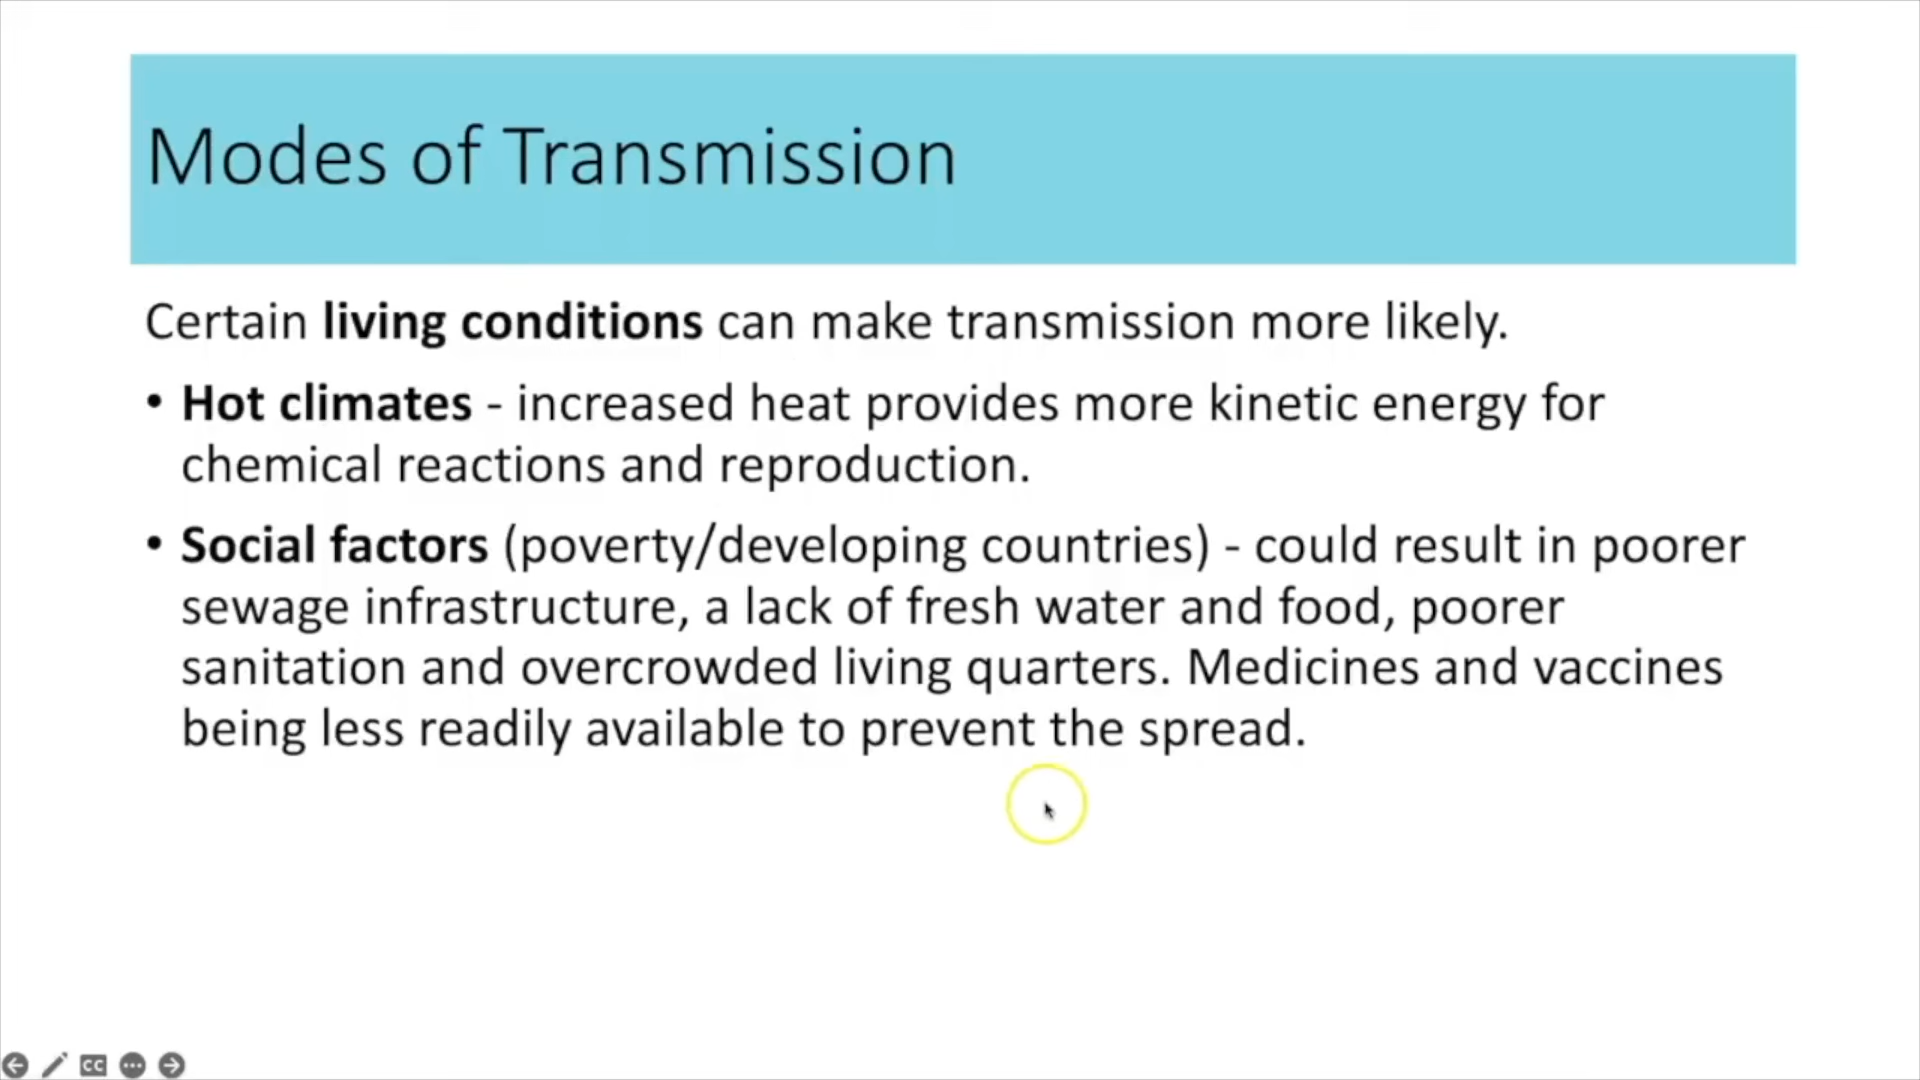 Modes of Transmission
Certain living conditions can make transmission more likely.
• Hot climates - increased heat provides more kinetic energy for
chemical reactions and reproduction.
• Social factors (poverty/developing countries) - could result in poorer
sewage infrastructure, a lack of fresh water and food, poorer
sanitation and overcrowded living quarters. Medicines and vaccines
being less readily available to prevent the spread.
CC